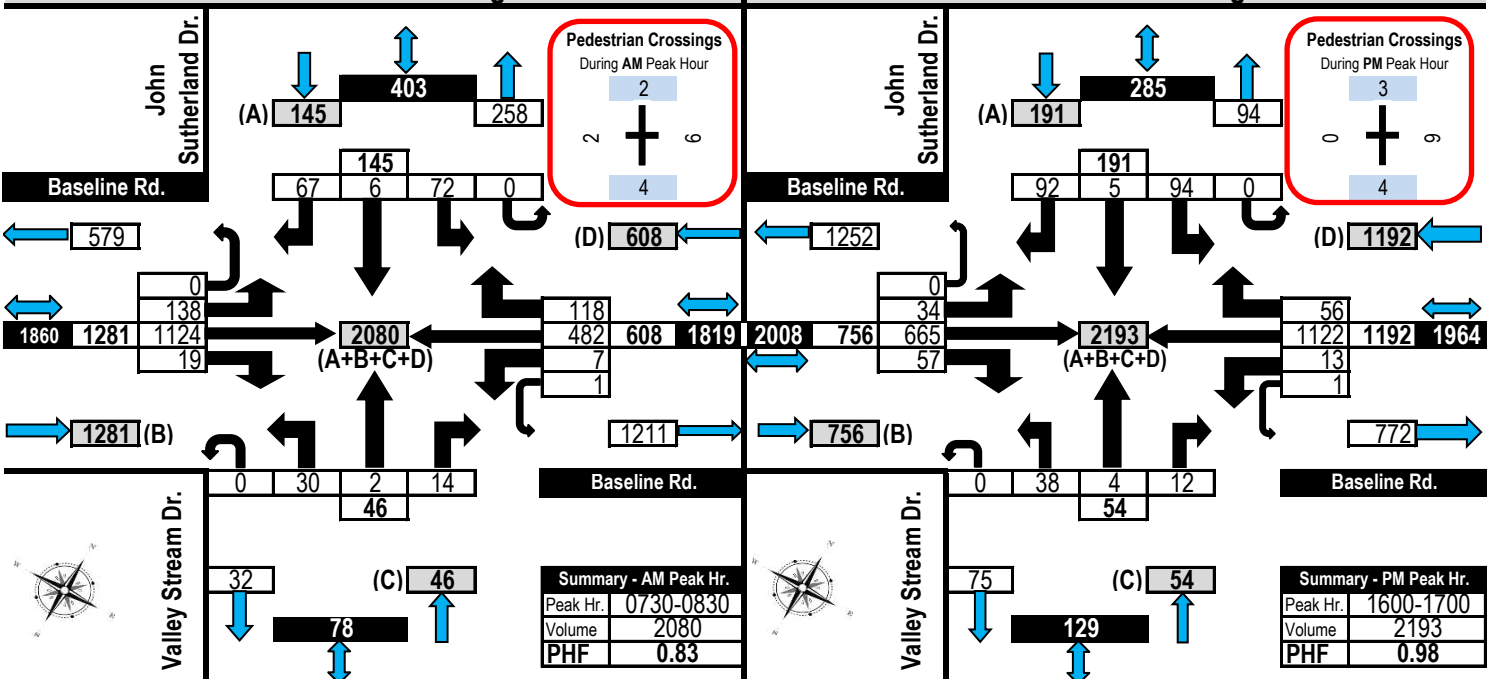 John
Sutherland Dr.
Baseline Rd.
403
(A) 145
258
145
67 6 72 0
Pedestrian Crossings
During AM Peak Hour
2
2 6
4
579
(D) 608
0
138
1860 1281 1124
19
2080
(A+B+C+D)
118
482 608 1819
7
1
1281 (B)
1211
0 30 2 14
46
Baseline Rd.
Valley Stream Dr.
32
(C) 46
78
Summary - AM Peak Hr.
Peak Hr. 0730-0830
Volume 2080
PHF 0.83
John
Sutherland Dr.
Baseline Rd.
285
(A) 191
94
191
92 5 94 0
Pedestrian Crossings
During PM Peak Hour
3
0 6
4
1252
(D) 1192
0
34
2008 756 665
57
2193
(A+B+C+D)
56
1122 1192 1964
13
1
756 (B)
772
0 38 4 12
54
Baseline Rd.
Valley Stream Dr.
75
(C) 54
129
Summary - PM Peak Hr.
Peak Hr. 1600-1700
Volume 2193
PHF 0.98